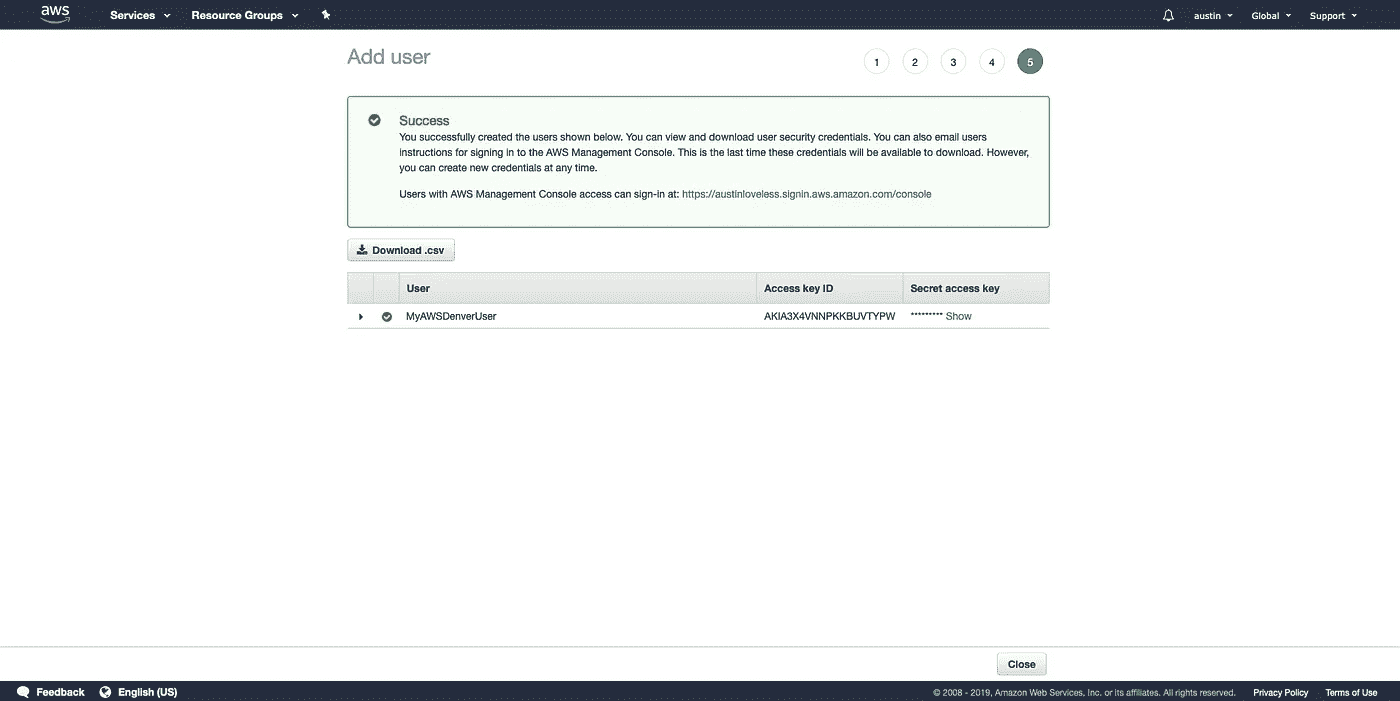 aws
Services
Resource Groups
austin
Global
Support
Add user
1
2
3
4
5
Success
You successfully created the users shown below. You can view and download user security credentials. You can also email users
instructions for signing in to the AWS Management Console. This is the last time these credentials will be available to download. However,
you can create new credentials at any time.
Users with AWS Management Console access can sign-in at: https://austinloveless.signin.aws.amazon.com/console
Download .csv
User
Access key ID
Secret access key
MyAWSDenverUser
AKIA3X4VNNPKKBUVTYPW
********* Show
Close
Feedback
English (US)
© 2008 - 2019, Amazon Web Services, Inc. or its affiliates. All rights reserved.
Privacy Policy
Terms of Use